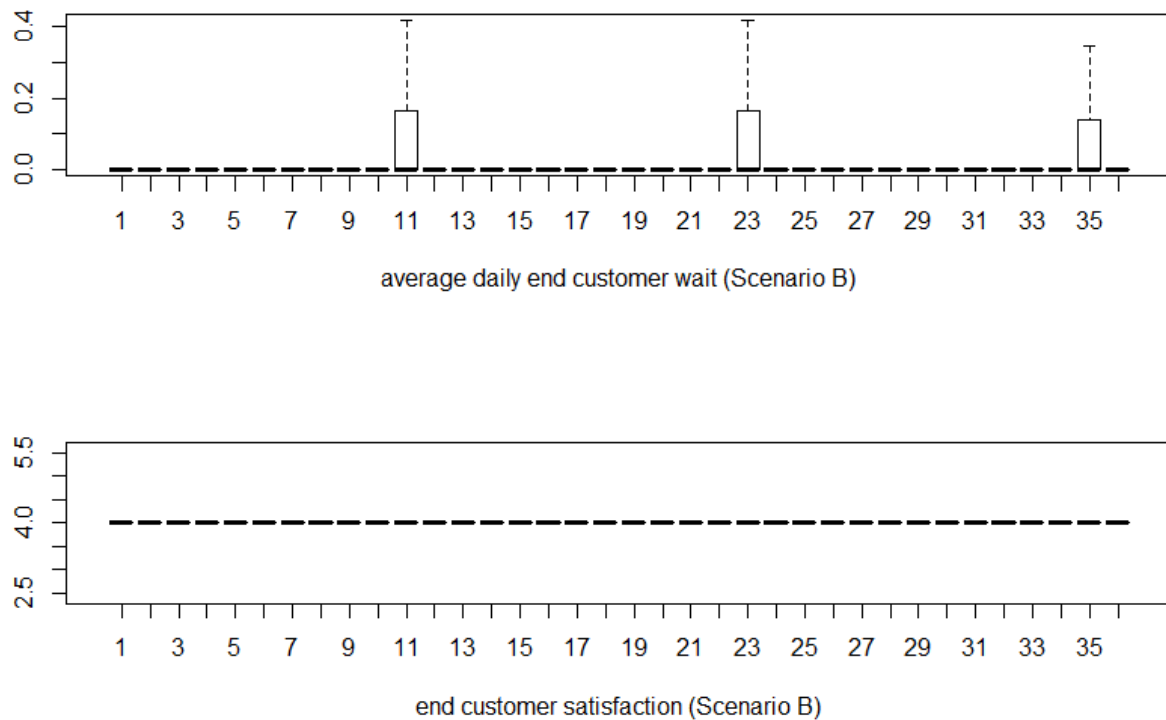 0.4
0.2
0.0
1 3 5 7 9 11 13 15 17 19 21 23 25 27 29 31 33 35
average daily end customer wait (Scenario B)
5.5
4.0
2.5
1 3 5 7 9 11 13 15 17 19 21 23 25 27 29 31 33 35
end customer satisfaction (Scenario B)